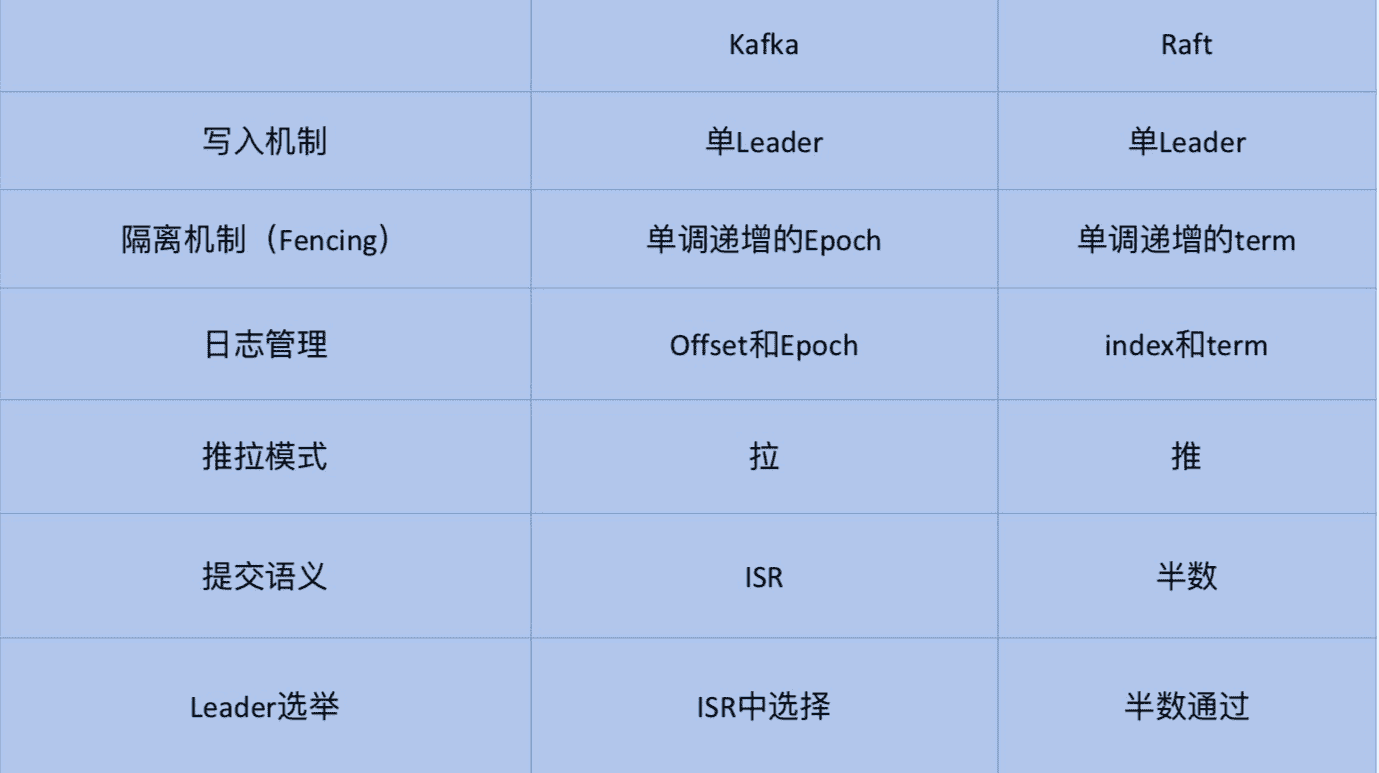 Kafka Raft
写入机制 单Leader 单Leader
隔离机制（Fencing） 单调递增的Epoch 单调递增的term
日志管理 Offset和Epoch index和term
推拉模式 拉 推
提交语义 ISR 半数
Leader选举 ISR中选择 半数通过